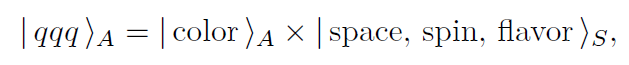 | qqq ⟩_A = | color ⟩_A × | space, spin, flavor ⟩_S,